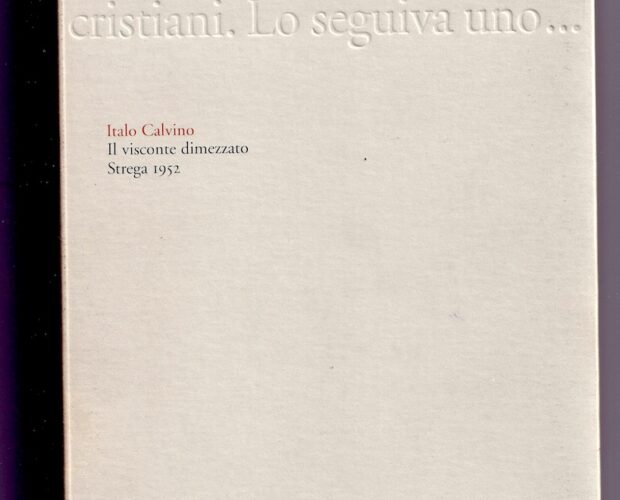 cristiani. Lo seguiva uno...
Italo Calvino
Il visconte dimezzato
Strega 1952